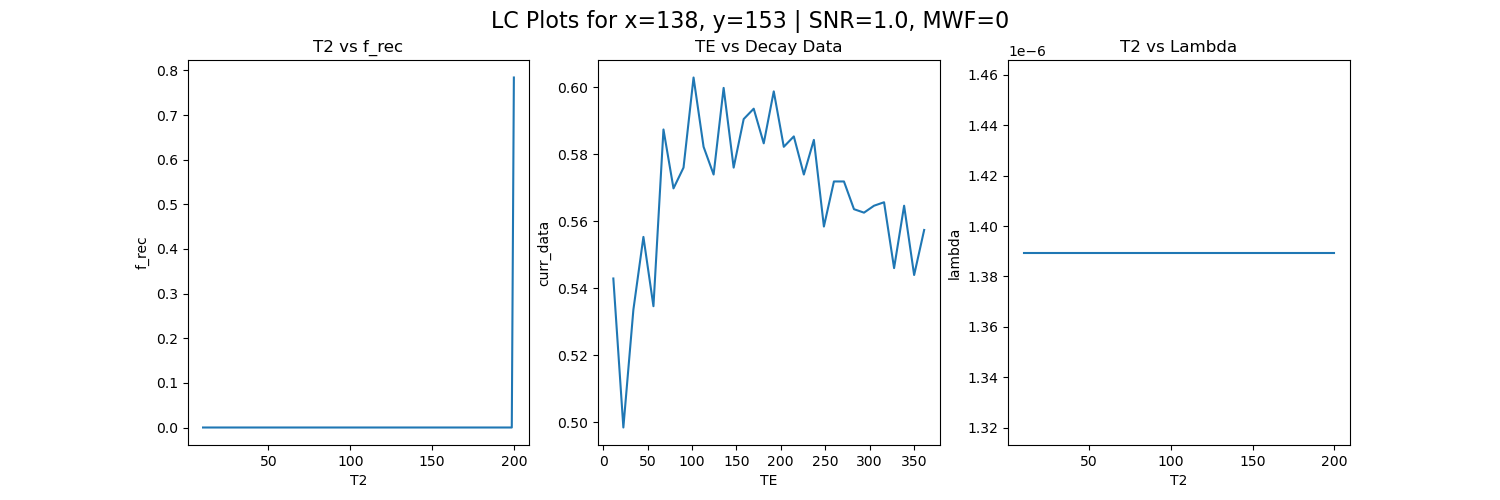 LC Plots for x=138, y=153 | SNR=1.0, MWF=0
T2 vs f_rec
0.8
0.7
0.6
0.5
0.4
0.3
0.2
0.1
0.0
f_rec
50 100 150 200
T2
TE vs Decay Data
0.60
0.58
0.56
0.54
0.52
0.50
curr_data
0 50 100 150 200 250 300 350
TE
T2 vs Lambda
1e−6
1.46
1.44
1.42
1.40
1.38
1.36
1.34
1.32
lambda
50 100 150 200
T2